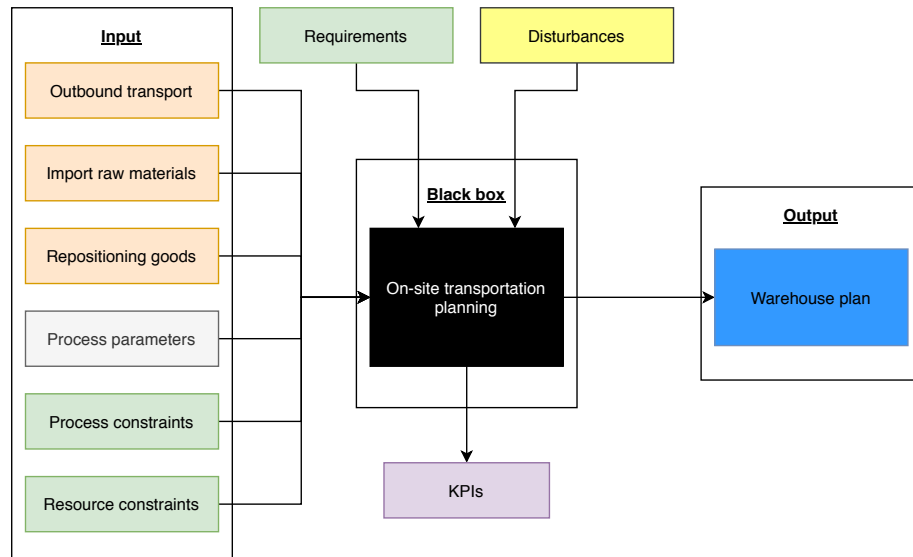 Input
Outbound transport
Import raw materials
Repositioning goods
Process parameters
Process constraints
Resource constraints
Requirements
Disturbances
Black box
On-site transportation
planning
KPIs
Output
Warehouse plan